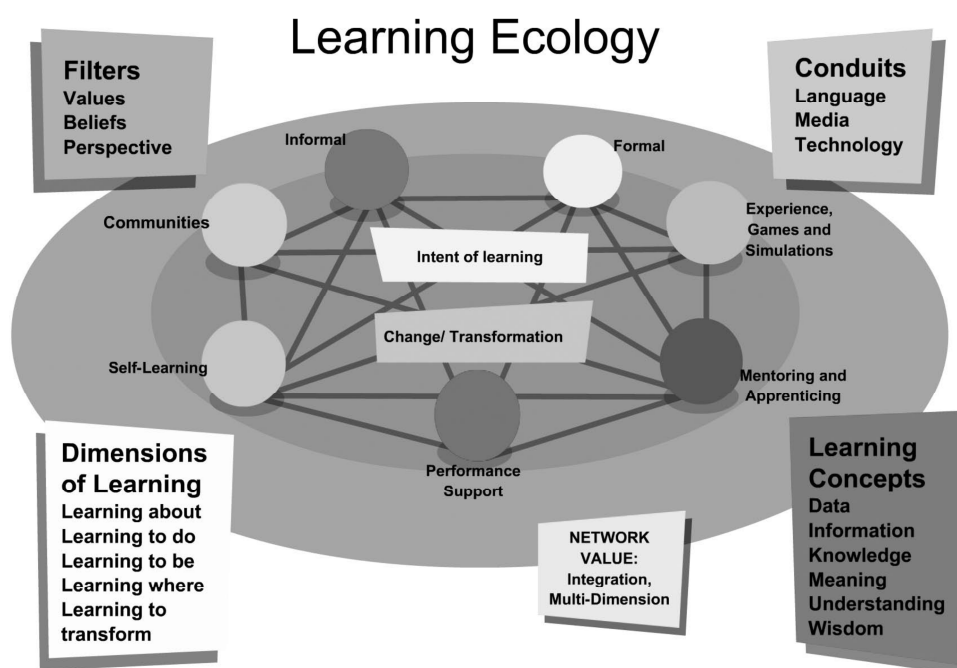 Learning Ecology
Filters
Values
Beliefs
Perspective
Conduits
Language
Media
Technology
Informal
Formal
Communities
Experience,
Games and
Simulations
Intent of learning
Change/ Transformation
Self-Learning
Mentoring and
Apprenticing
Performance
Support
Dimensions
of Learning
Learning about
Learning to do
Learning to be
Learning where
Learning to
transform
NETWORK
VALUE:
Integration,
Multi-Dimension
Learning
Concepts
Data
Information
Knowledge
Meaning
Understanding
Wisdom